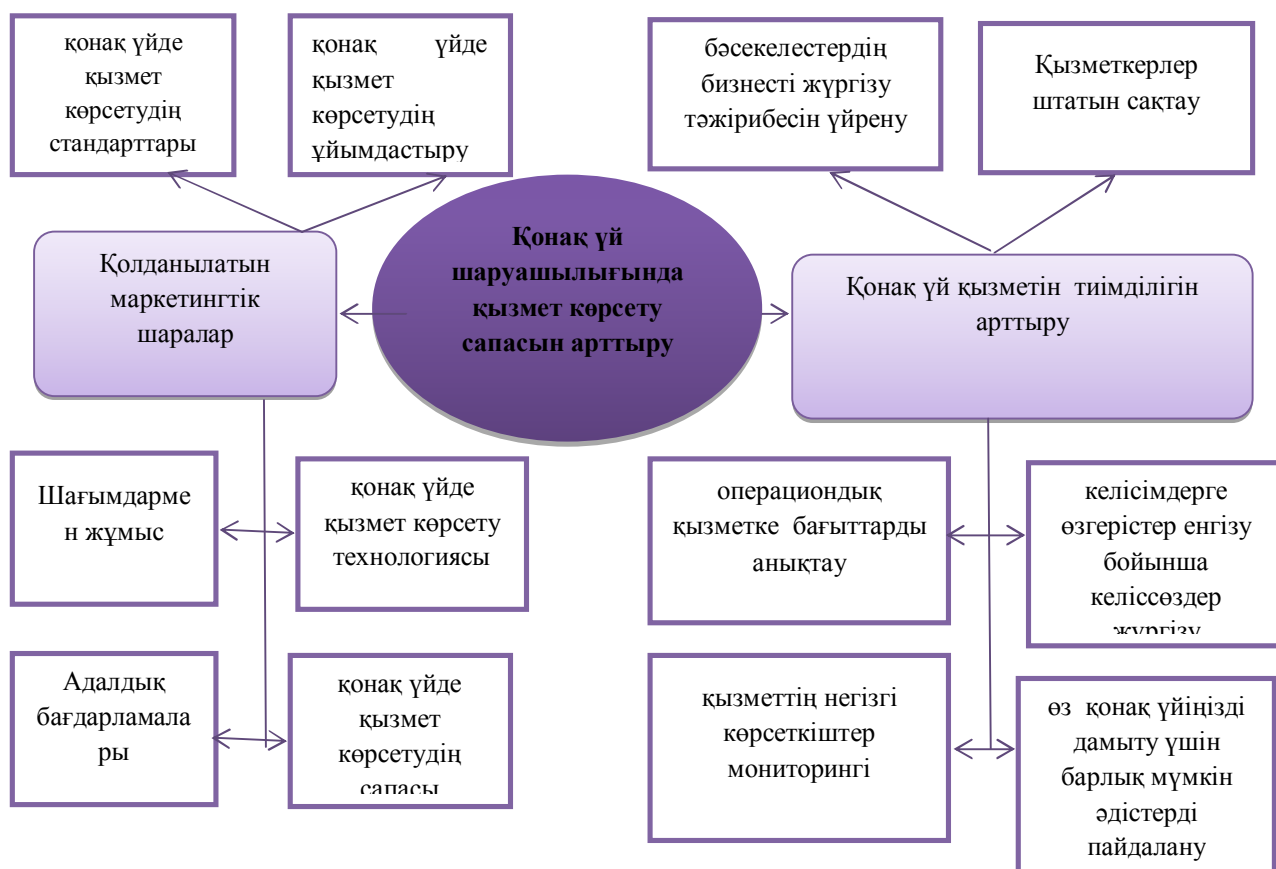 қонақ үйде
қызмет
көрсетудің
стандарттары
қонақ үйде
қызмет
көрсетудің
ұйымдастыру
бәсекелестердің
бизнесті жүргізу
тәжірибесін үйрену
Қызметкерлер
штатын сақтау
Қонақ үй
шаруашылығында
қызмет көрсету
сапасын арттыру
Қолданылатын
маркетингтік
шаралар
Қонақ үй қызметін тиімділігін
арттыру
Шағымдарме
н жұмыс
қонақ үйде
қызмет көрсету
технологиясы
операциондық
қызметке бағыттарды
анықтау
келісімдерге
өзгерістер енгізу
бойынша
келіссөздер
жүргізу
Адалдық
бағдарламала
ры
қонақ үйде
қызмет
көрсетудің
сапасы
қызметтің негізгі
көрсеткіштер
мониторингі
өз қонақ үйіңізді
дамыту үшін
барлық мүмкін
әдістерді
пайдалану